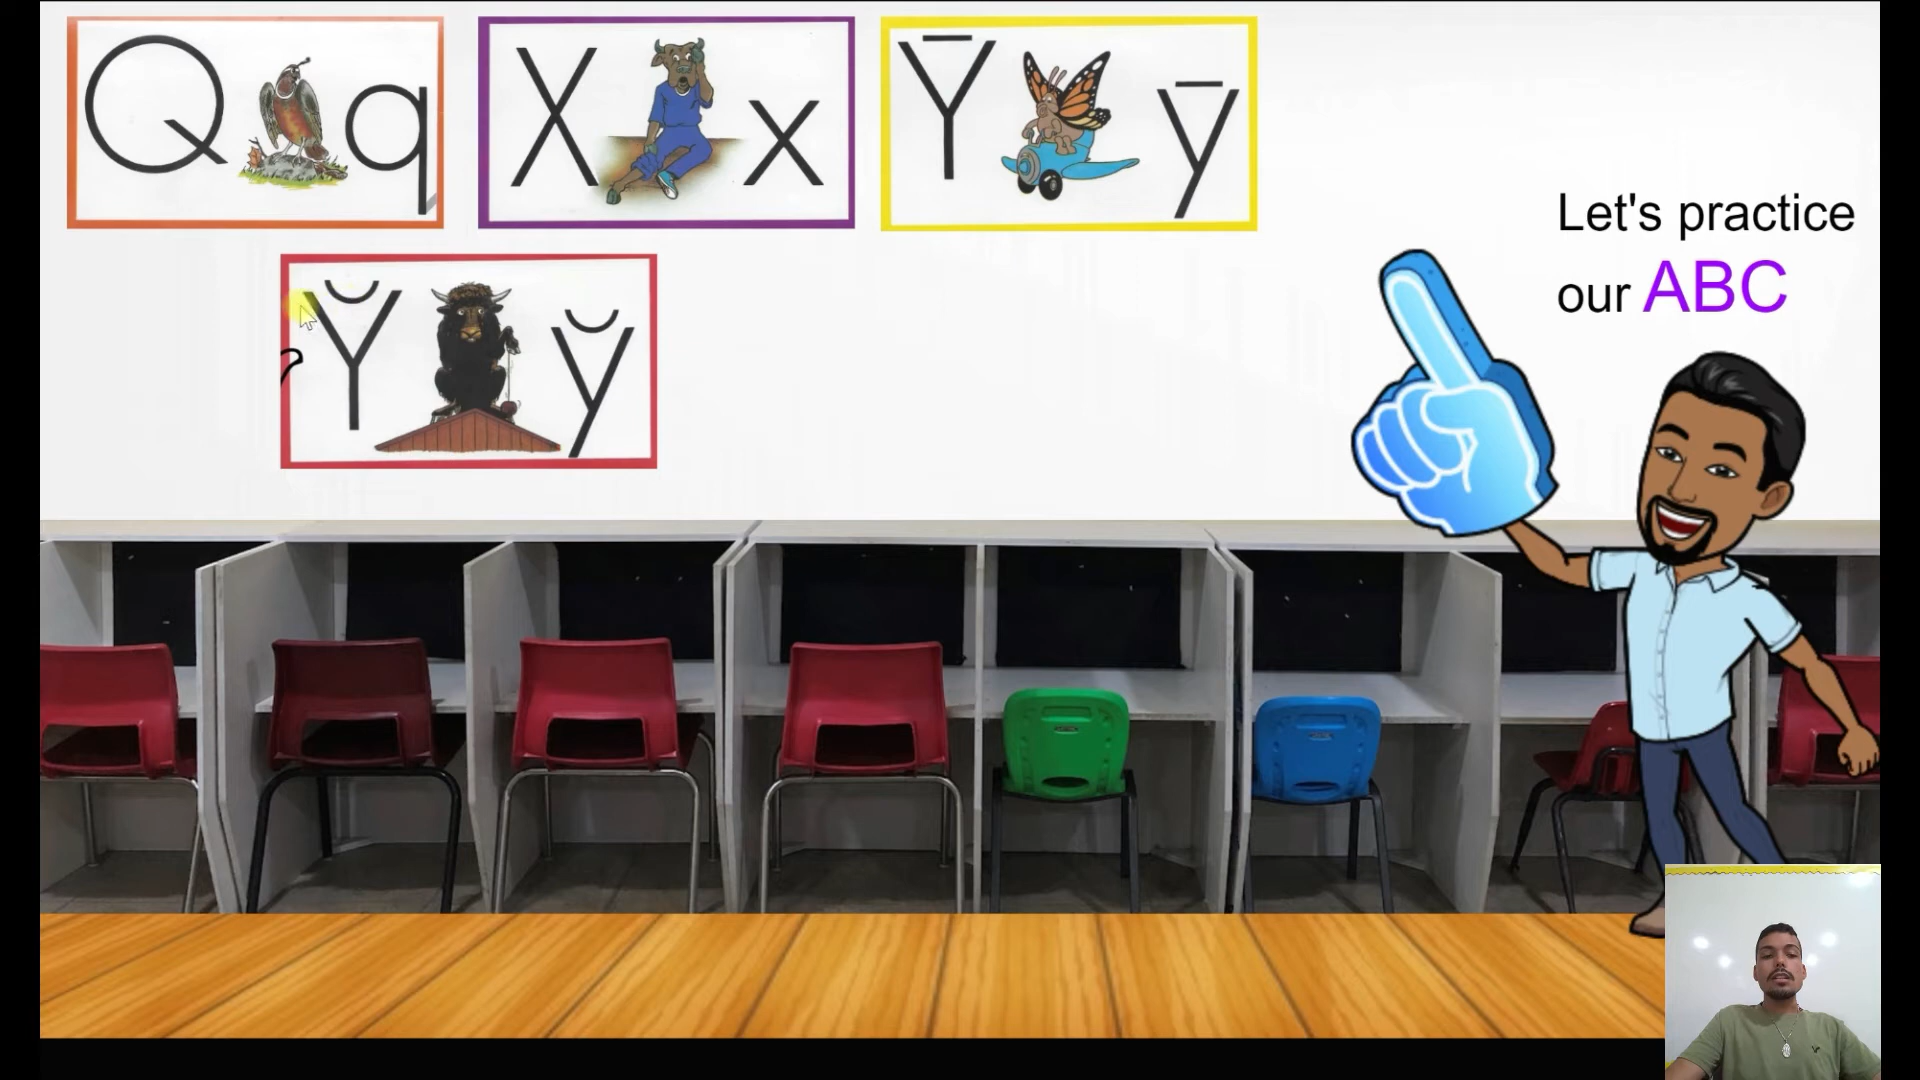 Q q
X x
Ȳ ȳ
Y̆ y̆
Let's practice
our ABC